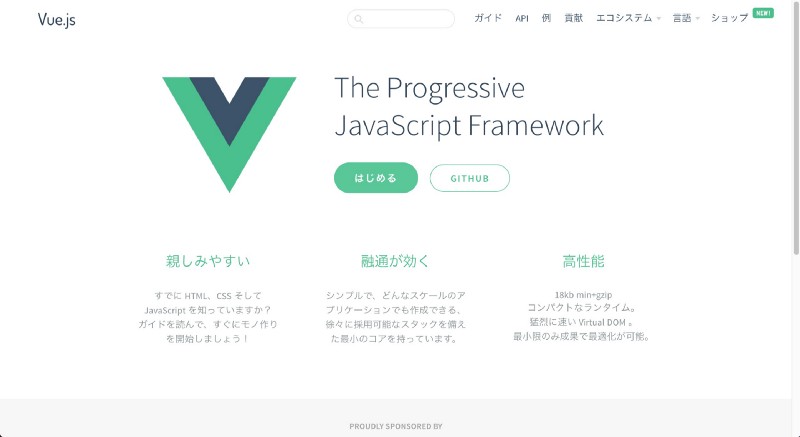 Vue.js
ガイド API 例 貢献 エコシステム 言語 ショップ NEW!
The Progressive
JavaScript Framework
はじめる GITHUB
親しみやすい
すでに HTML、CSS そして
JavaScript を知っていますか？
ガイドを読んで、すぐにモノ作り
を開始しましょう！
融通が効く
シンプルで、どんなスケールのア
プリケーションでも作成できる、
徐々に採用可能なスタックを備え
た最小のコアを持っています。
高性能
18kb min+gzip
コンパクトなランタイム。
猛烈に速い Virtual DOM 。
最小限のみ成果で最適化が可能。
PROUDLY SPONSORED BY